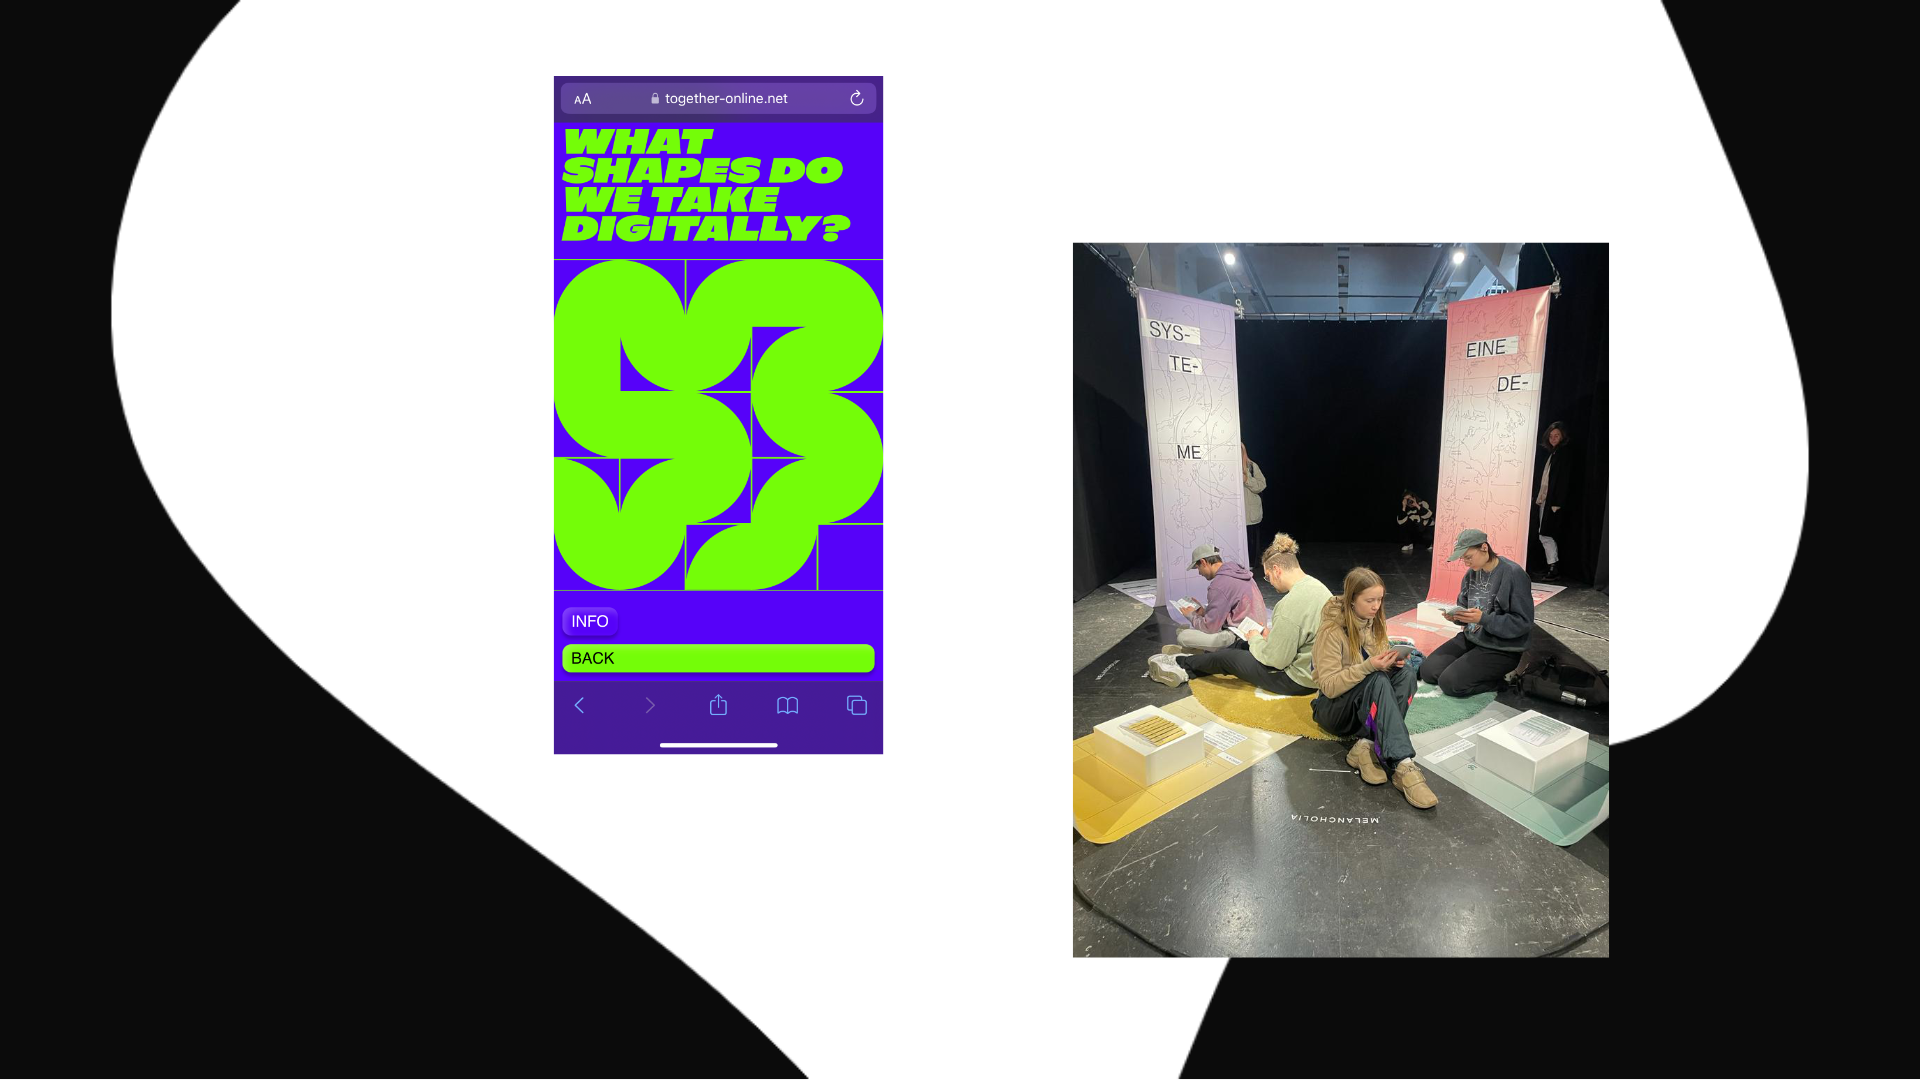 AA
together-online.net
WHAT
SHAPES DO
WE TAKE
DIGITALLY?
INFO
BACK
SYS-
TE-
ME
EINE
DE-
MELANCHOLIA